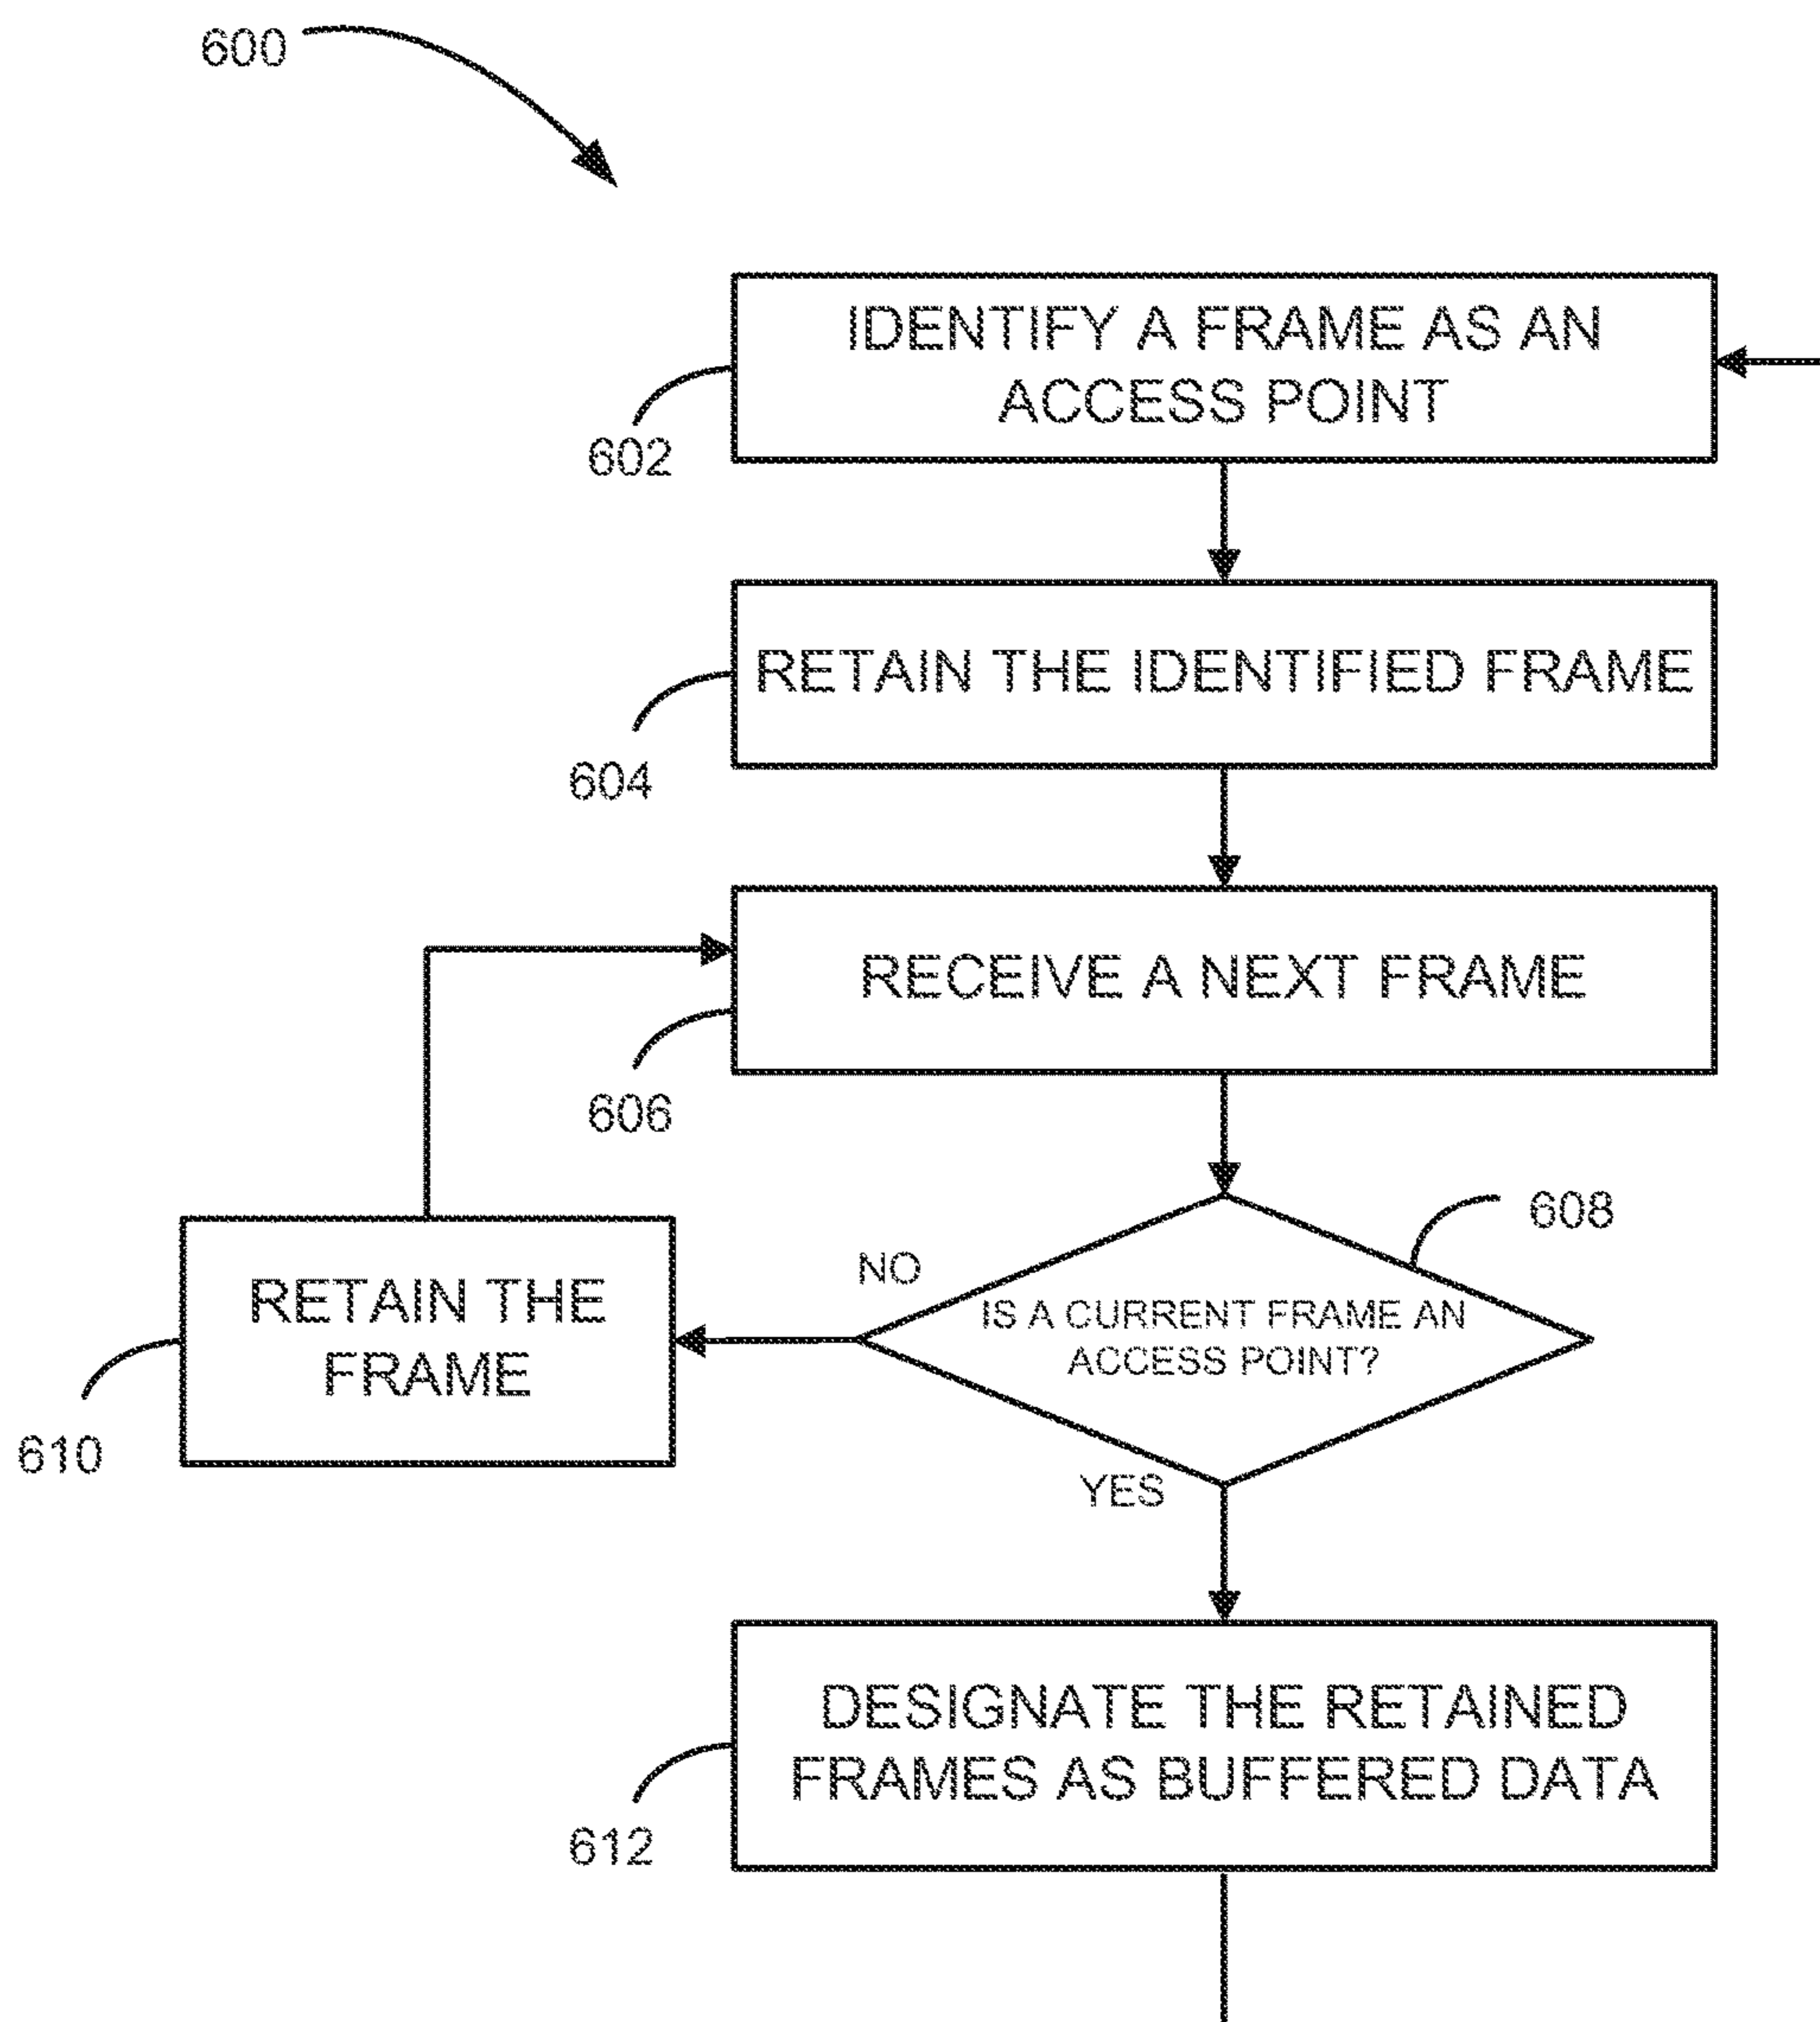 600
IDENTIFY A FRAME AS AN
ACCESS POINT
602
RETAIN THE IDENTIFIED FRAME
604
RECEIVE A NEXT FRAME
606
608
NO
IS A CURRENT FRAME AN
ACCESS POINT?
RETAIN THE
FRAME
610
YES
DESIGNATE THE RETAINED
FRAMES AS BUFFERED DATA
612